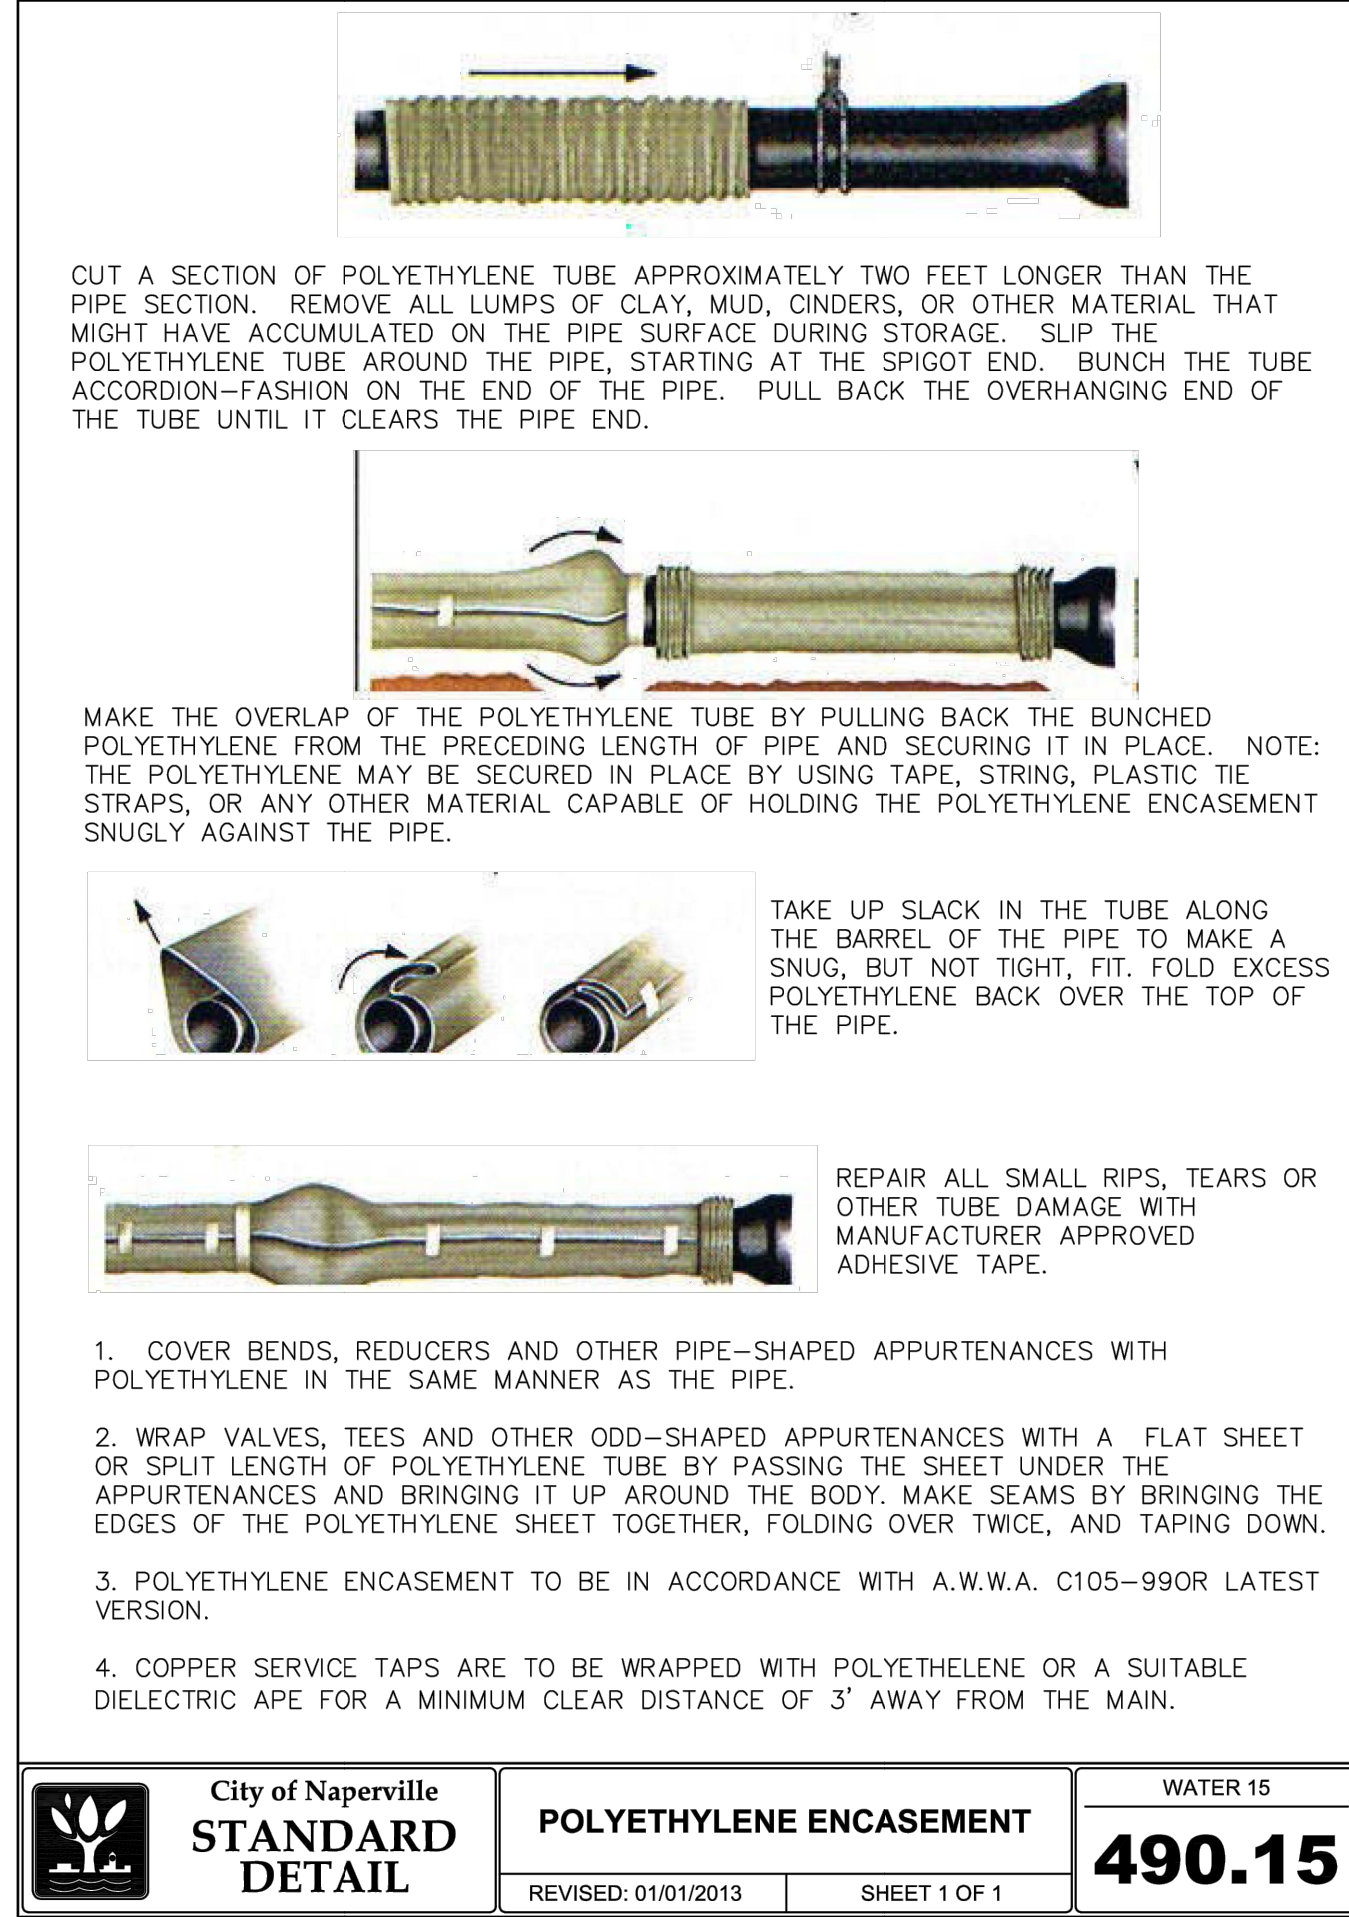 CUT A SECTION OF POLYETHYLENE TUBE APPROXIMATELY TWO FEET LONGER THAN THE
PIPE SECTION.  REMOVE ALL LUMPS OF CLAY, MUD, CINDERS, OR OTHER MATERIAL THAT
MIGHT HAVE ACCUMULATED ON THE PIPE SURFACE DURING STORAGE.  SLIP THE
POLYETHYLENE TUBE AROUND THE PIPE, STARTING AT THE SPIGOT END.  BUNCH THE TUBE
ACCORDION-FASHION ON THE END OF THE PIPE.  PULL BACK THE OVERHANGING END OF
THE TUBE UNTIL IT CLEARS THE PIPE END.
MAKE THE OVERLAP OF THE POLYETHYLENE TUBE BY PULLING BACK THE BUNCHED
POLYETHYLENE FROM THE PRECEDING LENGTH OF PIPE AND SECURING IT IN PLACE.  NOTE:
THE POLYETHYLENE MAY BE SECURED IN PLACE BY USING TAPE, STRING, PLASTIC TIE
STRAPS, OR ANY OTHER MATERIAL CAPABLE OF HOLDING THE POLYETHYLENE ENCASEMENT
SNUGLY AGAINST THE PIPE.
TAKE UP SLACK IN THE TUBE ALONG
THE BARREL OF THE PIPE TO MAKE A
SNUG, BUT NOT TIGHT, FIT. FOLD EXCESS
POLYETHYLENE BACK OVER THE TOP OF
THE PIPE.
REPAIR ALL SMALL RIPS, TEARS OR
OTHER TUBE DAMAGE WITH
MANUFACTURER APPROVED
ADHESIVE TAPE.
1.  COVER BENDS, REDUCERS AND OTHER PIPE-SHAPED APPURTENANCES WITH
POLYETHYLENE IN THE SAME MANNER AS THE PIPE.
2. WRAP VALVES, TEES AND OTHER ODD-SHAPED APPURTENANCES WITH A  FLAT SHEET
OR SPLIT LENGTH OF POLYETHYLENE TUBE BY PASSING THE SHEET UNDER THE
APPURTENANCES AND BRINGING IT UP AROUND THE BODY. MAKE SEAMS BY BRINGING THE
EDGES OF THE POLYETHYLENE SHEET TOGETHER, FOLDING OVER TWICE, AND TAPING DOWN.
3. POLYETHYLENE ENCASEMENT TO BE IN ACCORDANCE WITH A.W.W.A. C105-99OR LATEST
VERSION.
4. COPPER SERVICE TAPS ARE TO BE WRAPPED WITH POLYETHELENE OR A SUITABLE
DIELECTRIC APE FOR A MINIMUM CLEAR DISTANCE OF 3' AWAY FROM THE MAIN.
City of Naperville
STANDARD
DETAIL
POLYETHYLENE ENCASEMENT
REVISED: 01/01/2013
SHEET 1 OF 1
WATER 15
490.15